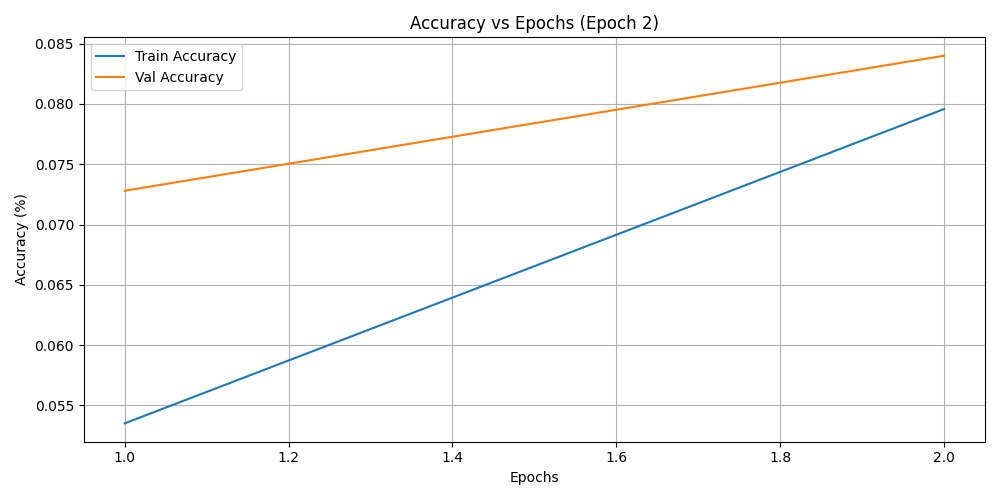 Accuracy vs Epochs (Epoch 2)
Train Accuracy
Val Accuracy
Accuracy (%)
0.085
0.080
0.075
0.070
0.065
0.060
0.055
1.0 1.2 1.4 1.6 1.8 2.0
Epochs